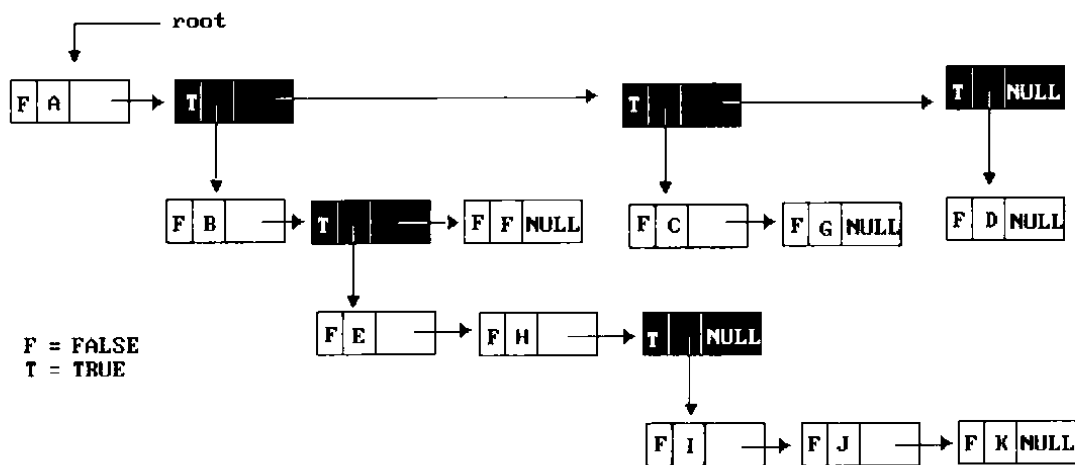 root
F A T T T NULL
F B T F F NULL F C F G NULL F D NULL
F E F H T NULL
F = FALSE
T = TRUE
F I F J F K NULL